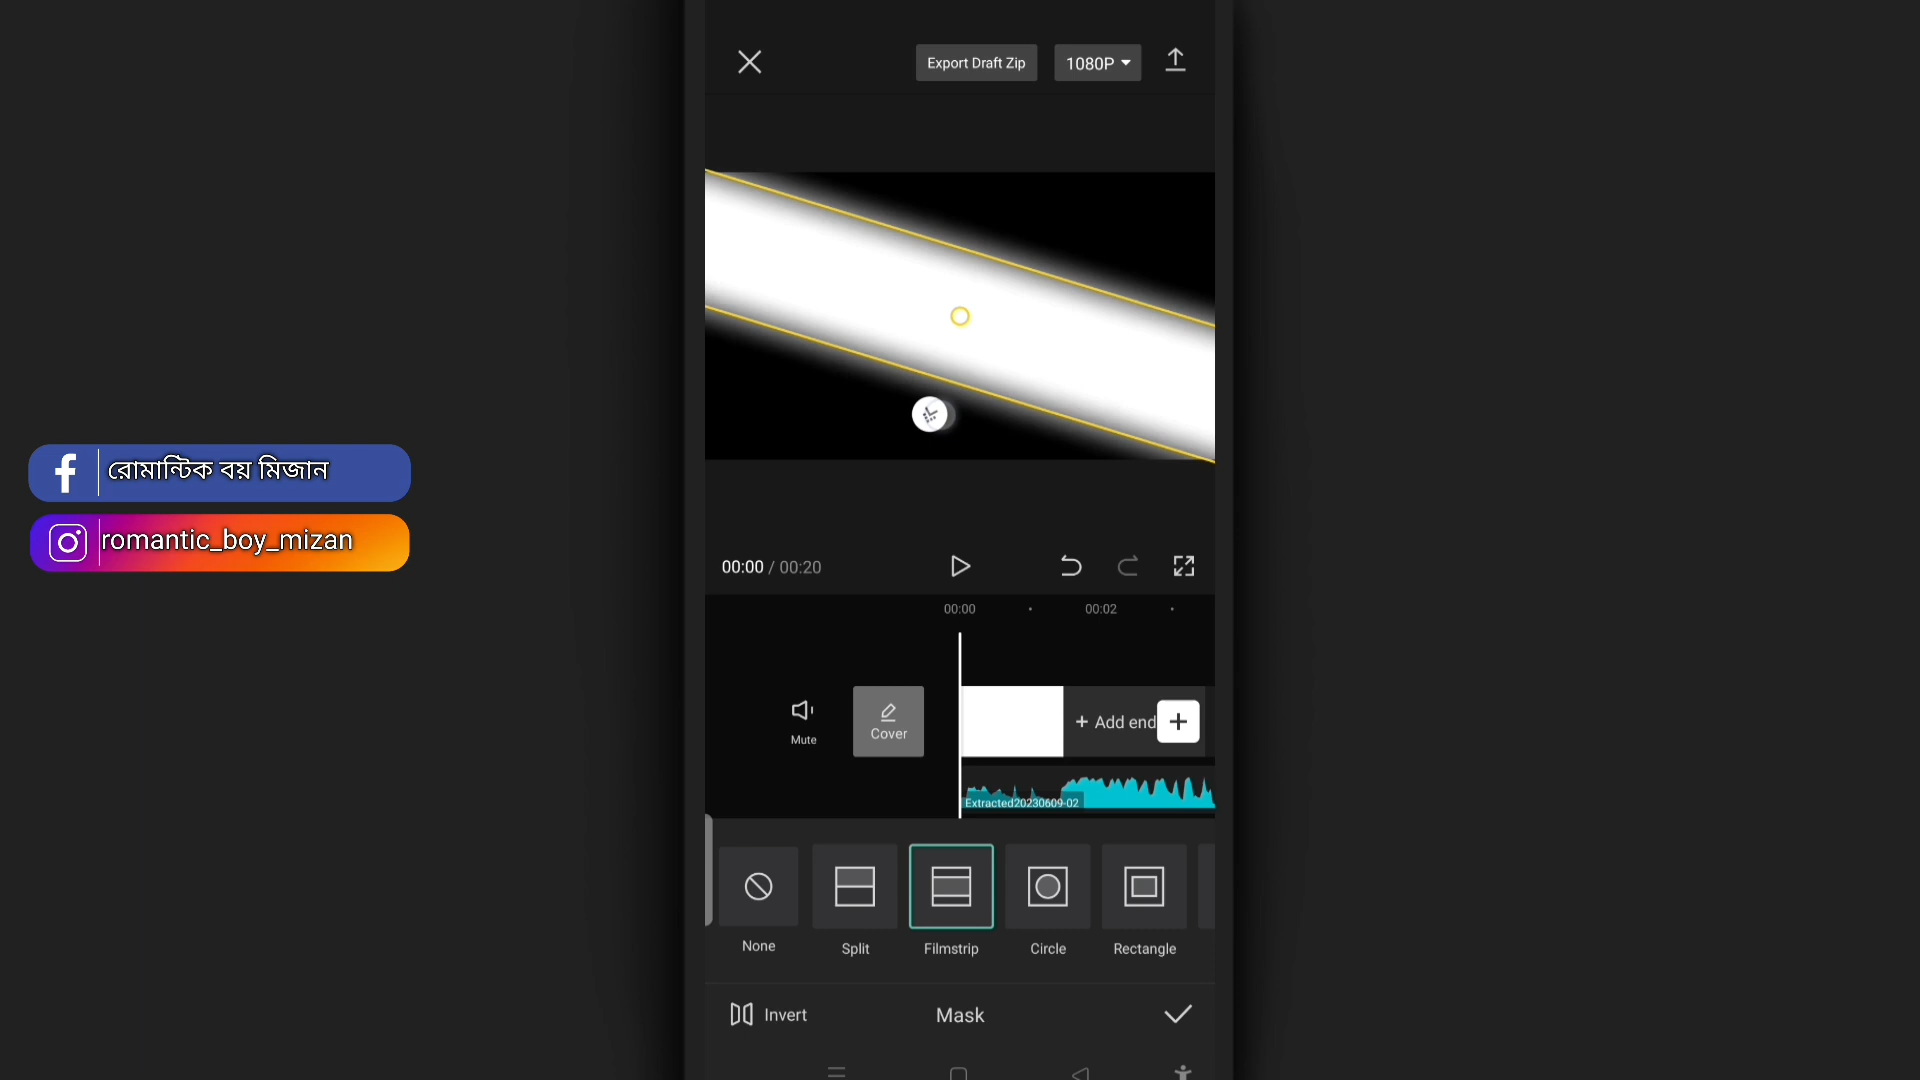 Export Draft Zip
1080P
রোমান্টিক বয় মিজান
romantic_boy_mizan
00:00 / 00:20
00:00
00:02
Mute
Cover
+ Add end
Extracted20230609-02
None
Split
Filmstrip
Circle
Rectangle
Invert
Mask